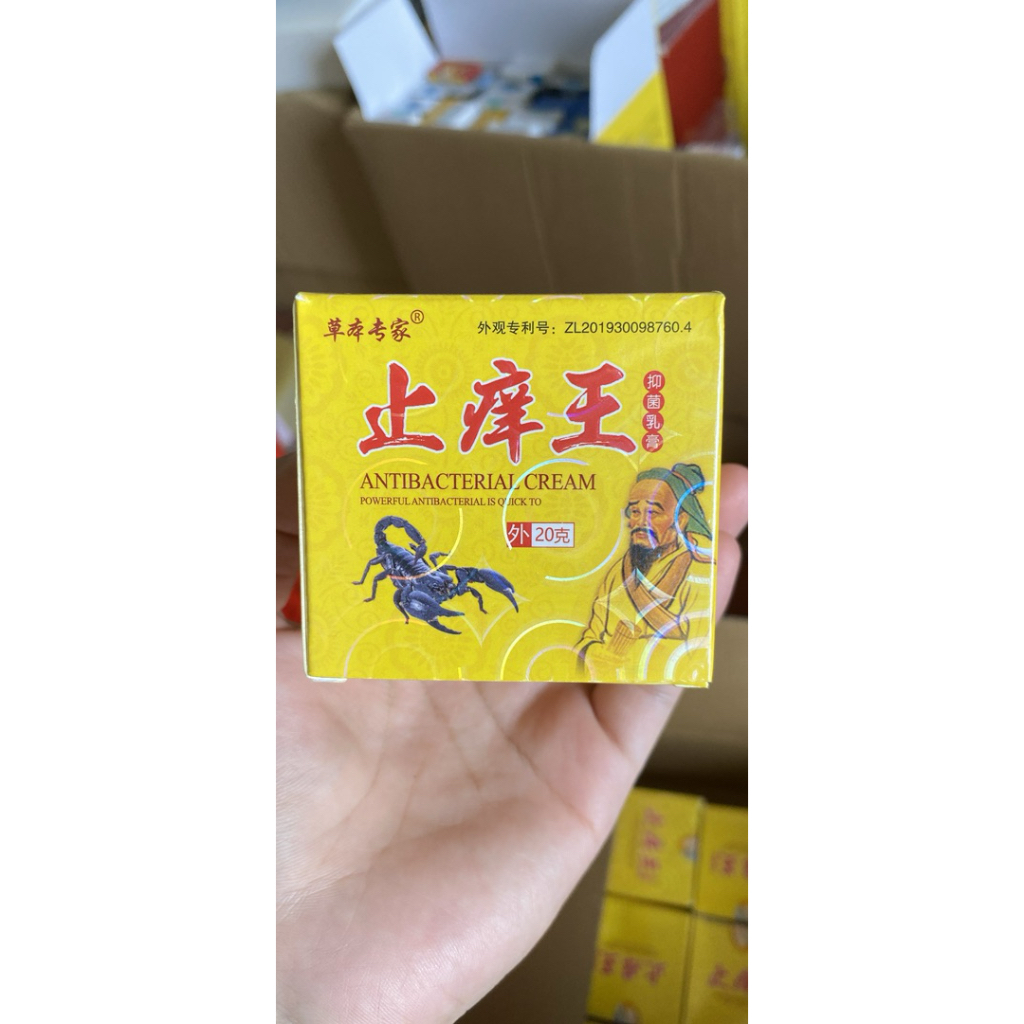 草本专家®
外观专利号：ZL201930098760.4
止痒王
抑菌乳膏
ANTIBACTERIAL CREAM
POWERFUL ANTIBACTERIAL IS QUICK TO
外 20克